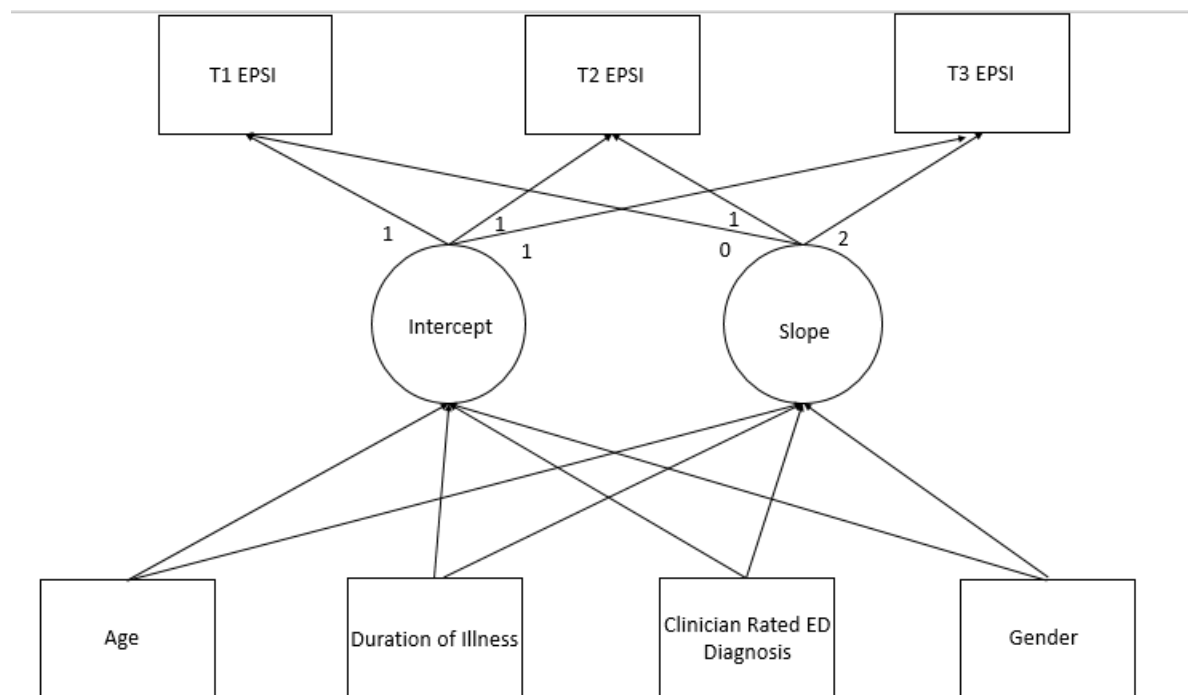 T1 EPSI
T2 EPSI
T3 EPSI
1
1
1
1
0
2
Intercept
Slope
Age
Duration of Illness
Clinician Rated ED
Diagnosis
Gender